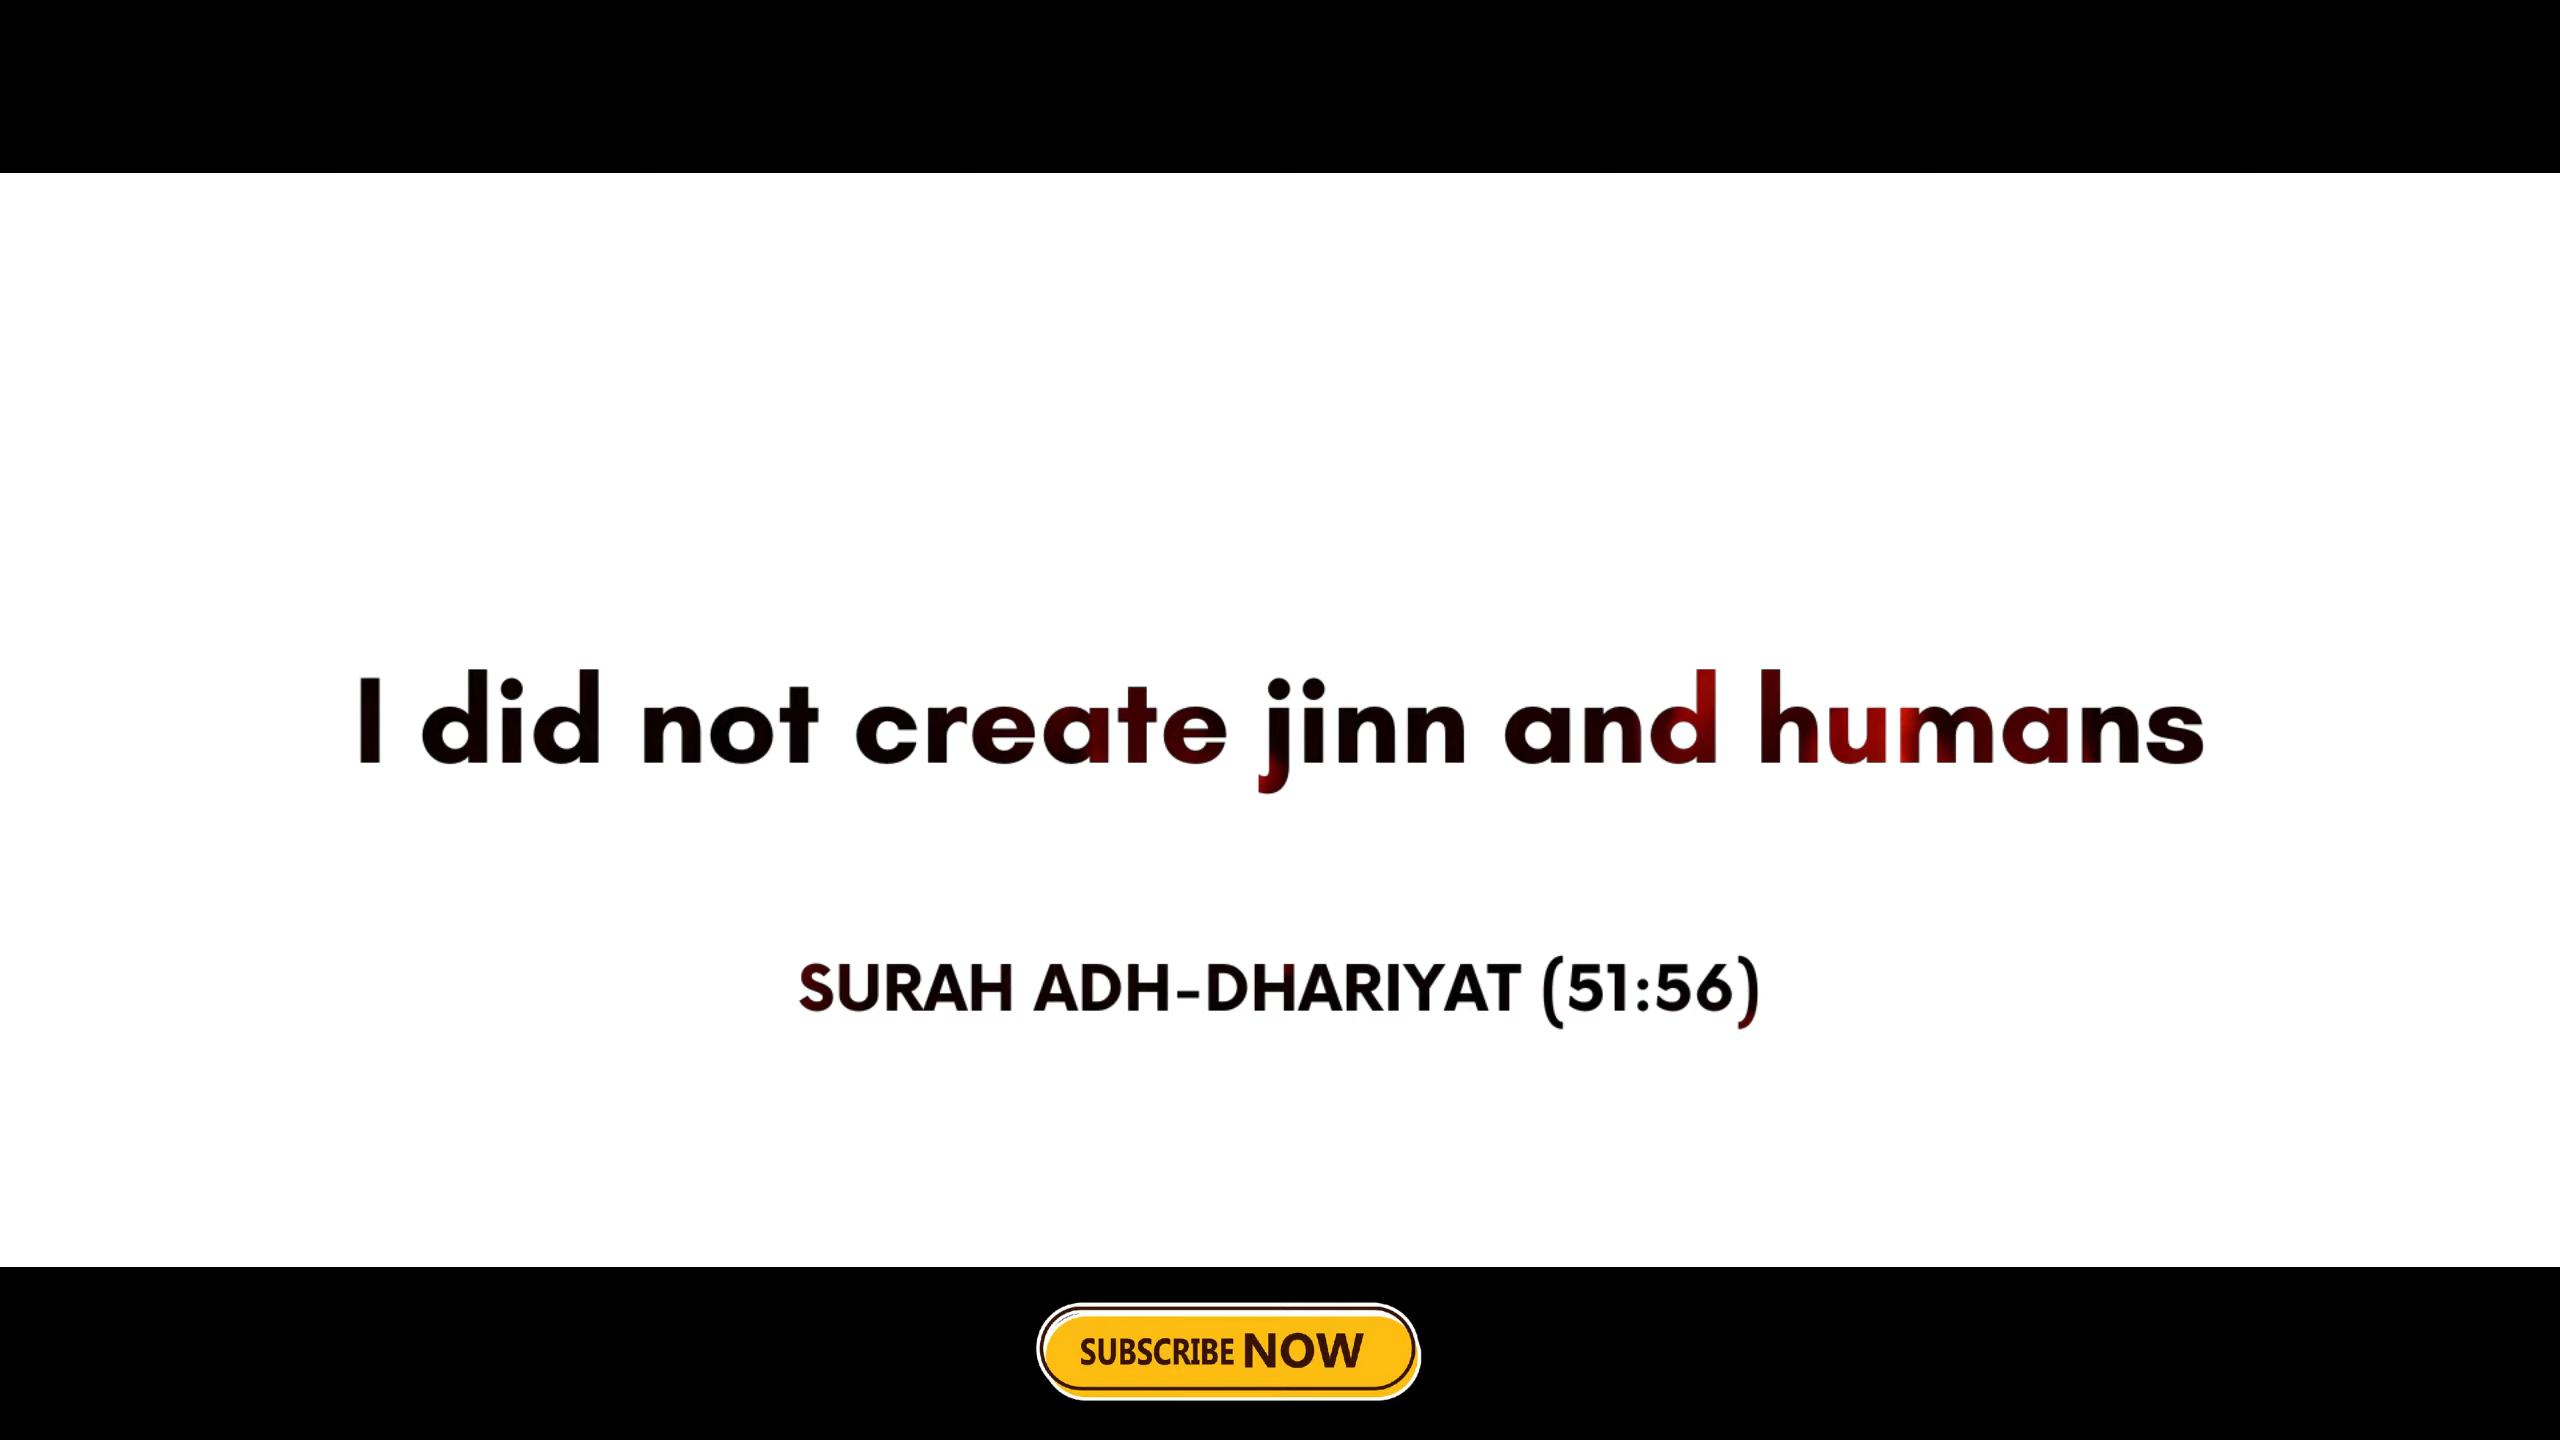 I did not create jinn and humans
SURAH ADH-DHARIYAT (51:56)
SUBSCRIBE NOW